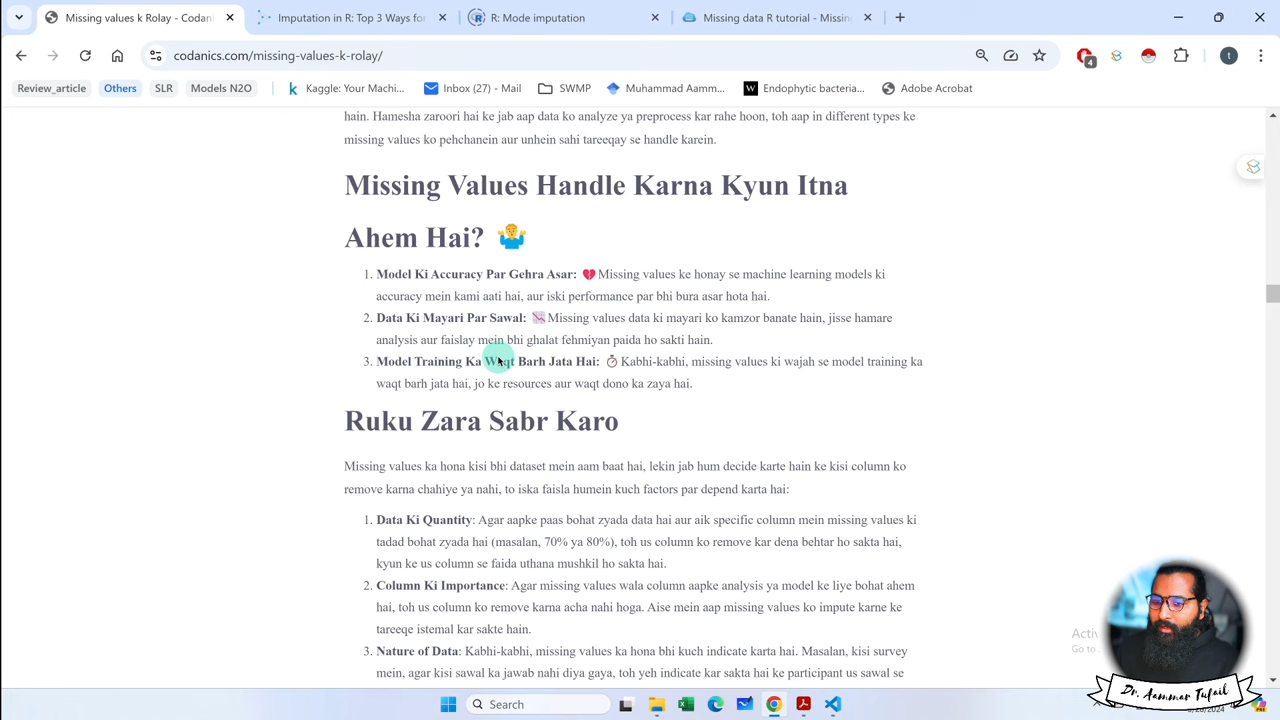 Missing values k Rolay - Codani
Imputation in R: Top 3 Ways for
R: Mode imputation
Missing data R tutorial - Missin
codanics.com/missing-values-k-rolay/
4
t
Review_article
Others
SLR
Models N2O
Kaggle: Your Machi...
Inbox (27) - Mail
SWMP
Muhammad Aamm...
Endophytic bacteria...
Adobe Acrobat
hain. Hamesha zaroori hai ke jab aap data ko analyze ya preprocess kar rahe hoon, toh aap in different types ke
missing values ko pehchanein aur unhein sahi tareeqay se handle karein.
Missing Values Handle Karna Kyun Itna
Ahem Hai? 🤷‍♂️
1. Model Ki Accuracy Par Gehra Asar: 💔 Missing values ke honay se machine learning models ki
accuracy mein kami aati hai, aur iski performance par bhi bura asar hota hai.
2. Data Ki Mayari Par Sawal: 📉 Missing values data ki mayari ko kamzor banate hain, jisse hamare
analysis aur faislay mein bhi ghalat fehmiyan paida ho sakti hain.
3. Model Training Ka Waqt Barh Jata Hai: ⏱️ Kabhi-kabhi, missing values ki wajah se model training ka
waqt barh jata hai, jo ke resources aur waqt dono ka zaya hai.
Ruku Zara Sabr Karo
Missing values ka hona kisi bhi dataset mein aam baat hai, lekin jab hum decide karte hain ke kisi column ko
remove karna chahiye ya nahi, to iska faisla humein kuch factors par depend karta hai:
1. Data Ki Quantity: Agar aapke paas bohat zyada data hai aur aik specific column mein missing values ki
tadad bohat zyada hai (masalan, 70% ya 80%), toh us column ko remove kar dena behtar ho sakta hai,
kyun ke us column se faida uthana mushkil ho sakta hai.
2. Column Ki Importance: Agar missing values wala column aapke analysis ya model ke liye bohat ahem
hai, toh us column ko remove karna acha nahi hoga. Aise mein aap missing values ko impute karne ke
tareeqe istemal kar sakte hain.
3. Nature of Data: Kabhi-kabhi, missing values ka hona bhi kuch indicate karta hai. Masalan, kisi survey
mein, agar kisi sawal ka jawab nahi diya gaya, toh yeh indicate kar sakta hai ke participant us sawal se
Activ
Go to
Dr. Aammar Tufail
Search